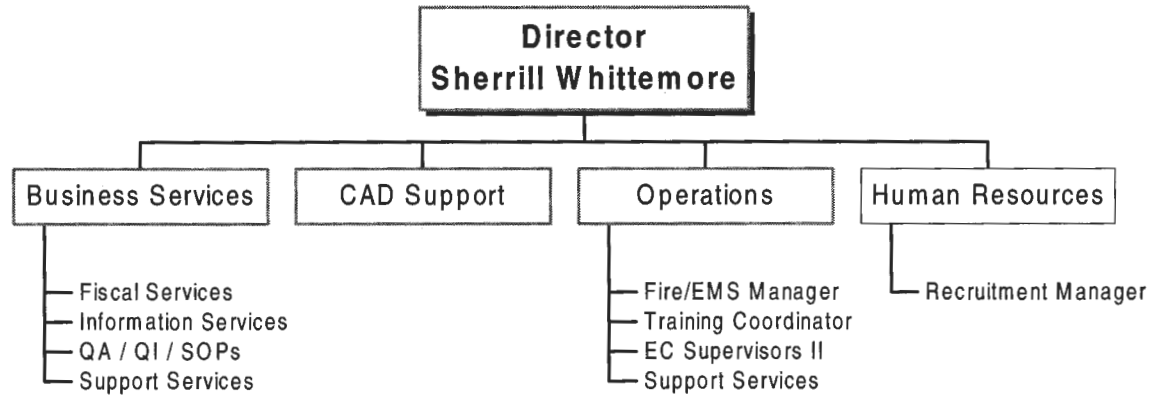 Director
Sherrill Whittemore
Business Services
CAD Support
Operations
Human Resources
Fiscal Services
Information Services
QA / QI / SOPs
Support Services
Fire/EMS Manager
Training Coordinator
EC Supervisors II
Support Services
Recruitment Manager